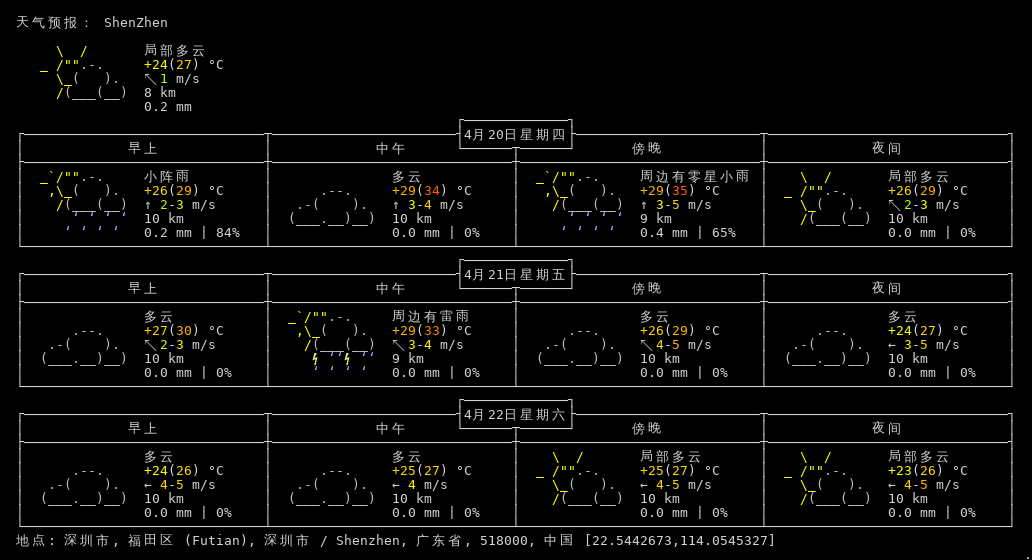 天气预报： ShenZhen
局部多云
+24(27) °C
↖ 1 m/s
8 km
0.2 mm
4月20日星期四
早上 中午 傍晚 夜间
小阵雨 多云 周边有零星小雨 局部多云
+26(29) °C +29(34) °C +29(35) °C +26(29) °C
↑ 2-3 m/s ↑ 3-4 m/s ↑ 3-5 m/s ↖ 2-3 m/s
10 km 10 km 9 km 10 km
0.2 mm | 84% 0.0 mm | 0% 0.4 mm | 65% 0.0 mm | 0%
4月21日星期五
早上 中午 傍晚 夜间
多云 周边有雷雨 多云 多云
+27(30) °C +29(33) °C +26(29) °C +24(27) °C
↖ 2-3 m/s ↖ 3-4 m/s ↖ 4-5 m/s ← 3-5 m/s
10 km 9 km 10 km 10 km
0.0 mm | 0% 0.0 mm | 0% 0.0 mm | 0% 0.0 mm | 0%
4月22日星期六
早上 中午 傍晚 夜间
多云 多云 局部多云 局部多云
+24(26) °C +25(27) °C +25(27) °C +23(26) °C
← 4-5 m/s ← 4 m/s ← 4-5 m/s ← 4-5 m/s
10 km 10 km 10 km 10 km
0.0 mm | 0% 0.0 mm | 0% 0.0 mm | 0% 0.0 mm | 0%
地点: 深圳市, 福田区 (Futian), 深圳市 / Shenzhen, 广东省, 518000, 中国 [22.5442673,114.0545327]